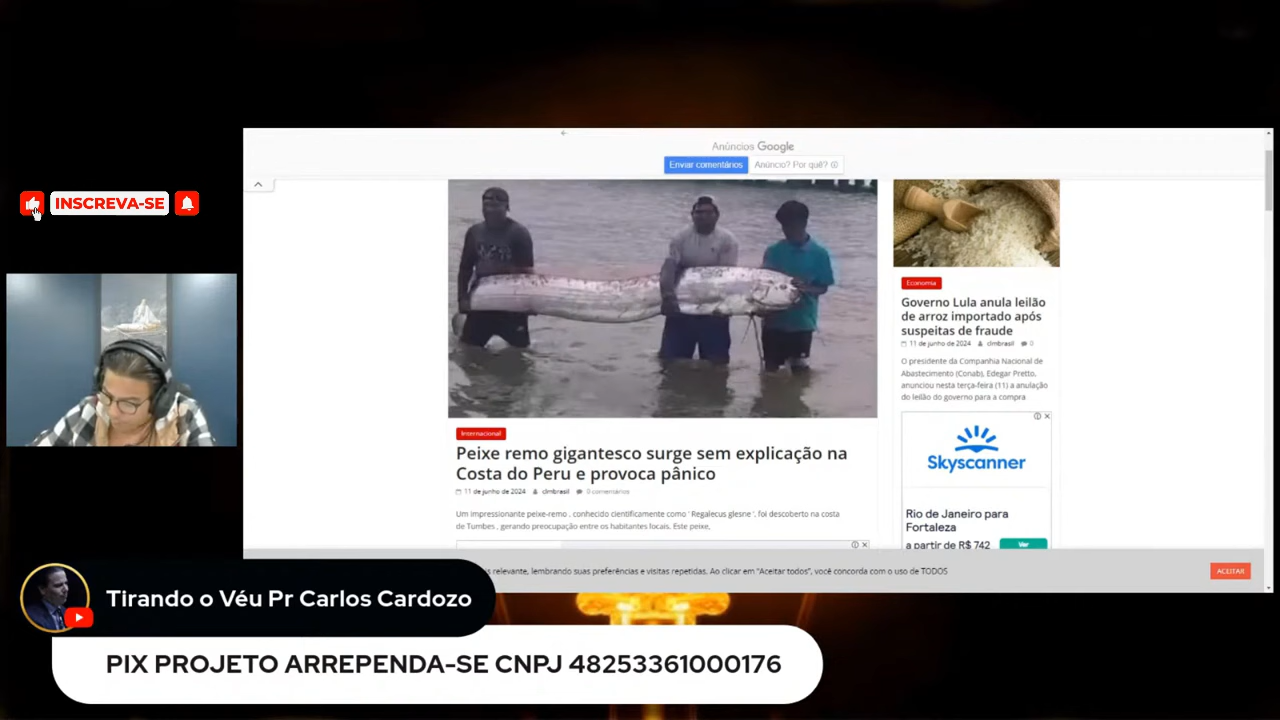 Anúncios Google
Enviar comentários
Anúncio? Por quê?
INSCREVA-SE
Internacional
Peixe remo gigantesco surge sem explicação na
Costa do Peru e provoca pânico
11 de junho de 2024 clmbrasil 0 comentários
Um impressionante peixe-remo , conhecido cientificamente como ' Regalecus glesne ', foi descoberto na costa
de Tumbes , gerando preocupação entre os habitantes locais. Este peixe,
Economia
Governo Lula anula leilão
de arroz importado após
suspeitas de fraude
11 de junho de 2024 clmbrasil 0
O presidente da Companhia Nacional de
Abastecimento (Conab), Edegar Pretto,
anunciou nesta terça-feira (11) a anulação
do leilão do governo para a compra
Skyscanner
Rio de Janeiro para
Fortaleza
a partir de R$ 742
Ver
relevante, lembrando suas preferências e visitas repetidas. Ao clicar em "Aceitar todos", você concorda com o uso de TODOS
ACEITAR
Tirando o Véu Pr Carlos Cardozo
PIX PROJETO ARREPENDA-SE CNPJ 48253361000176